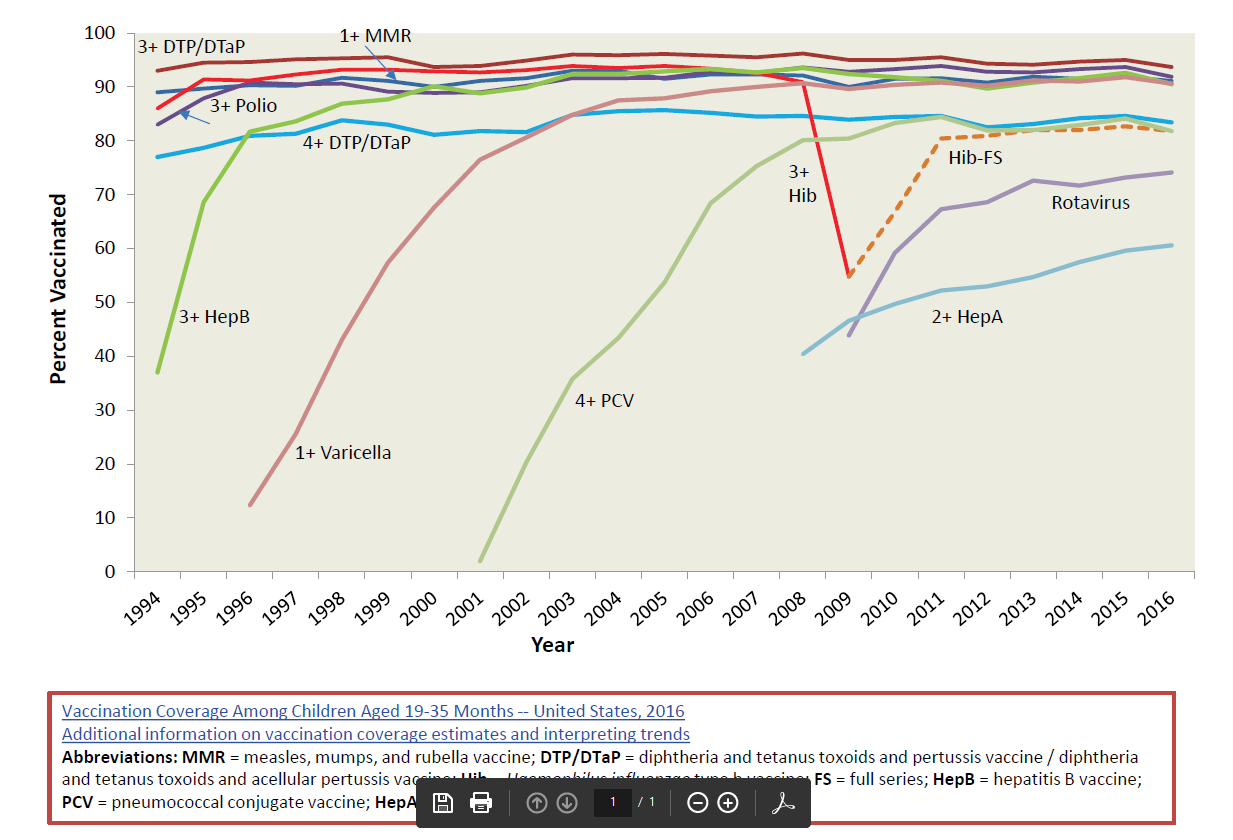 100
90
80
70
60
50
40
30
20
10
0
Percent Vaccinated
3+ DTP/DTaP
1+ MMR
3+ Polio
4+ DTP/DTaP
3+ HepB
1+ Varicella
4+ PCV
3+
Hib
Hib-FS
Rotavirus
2+ HepA
1994 1995 1996 1997 1998 1999 2000 2001 2002 2003 2004 2005 2006 2007 2008 2009 2010 2011 2012 2013 2014 2015 2016
Year
Vaccination Coverage Among Children Aged 19-35 Months -- United States, 2016
Additional information on vaccination coverage estimates and interpreting trends
Abbreviations: MMR = measles, mumps, and rubella vaccine; DTP/DTaP = diphtheria and tetanus toxoids and pertussis vaccine / diphtheria
and tetanus toxoids and acellular pertussis vaccine; FS = full series; HepB = hepatitis B vaccine;
PCV = pneumococcal conjugate vaccine; HepA
1 / 1